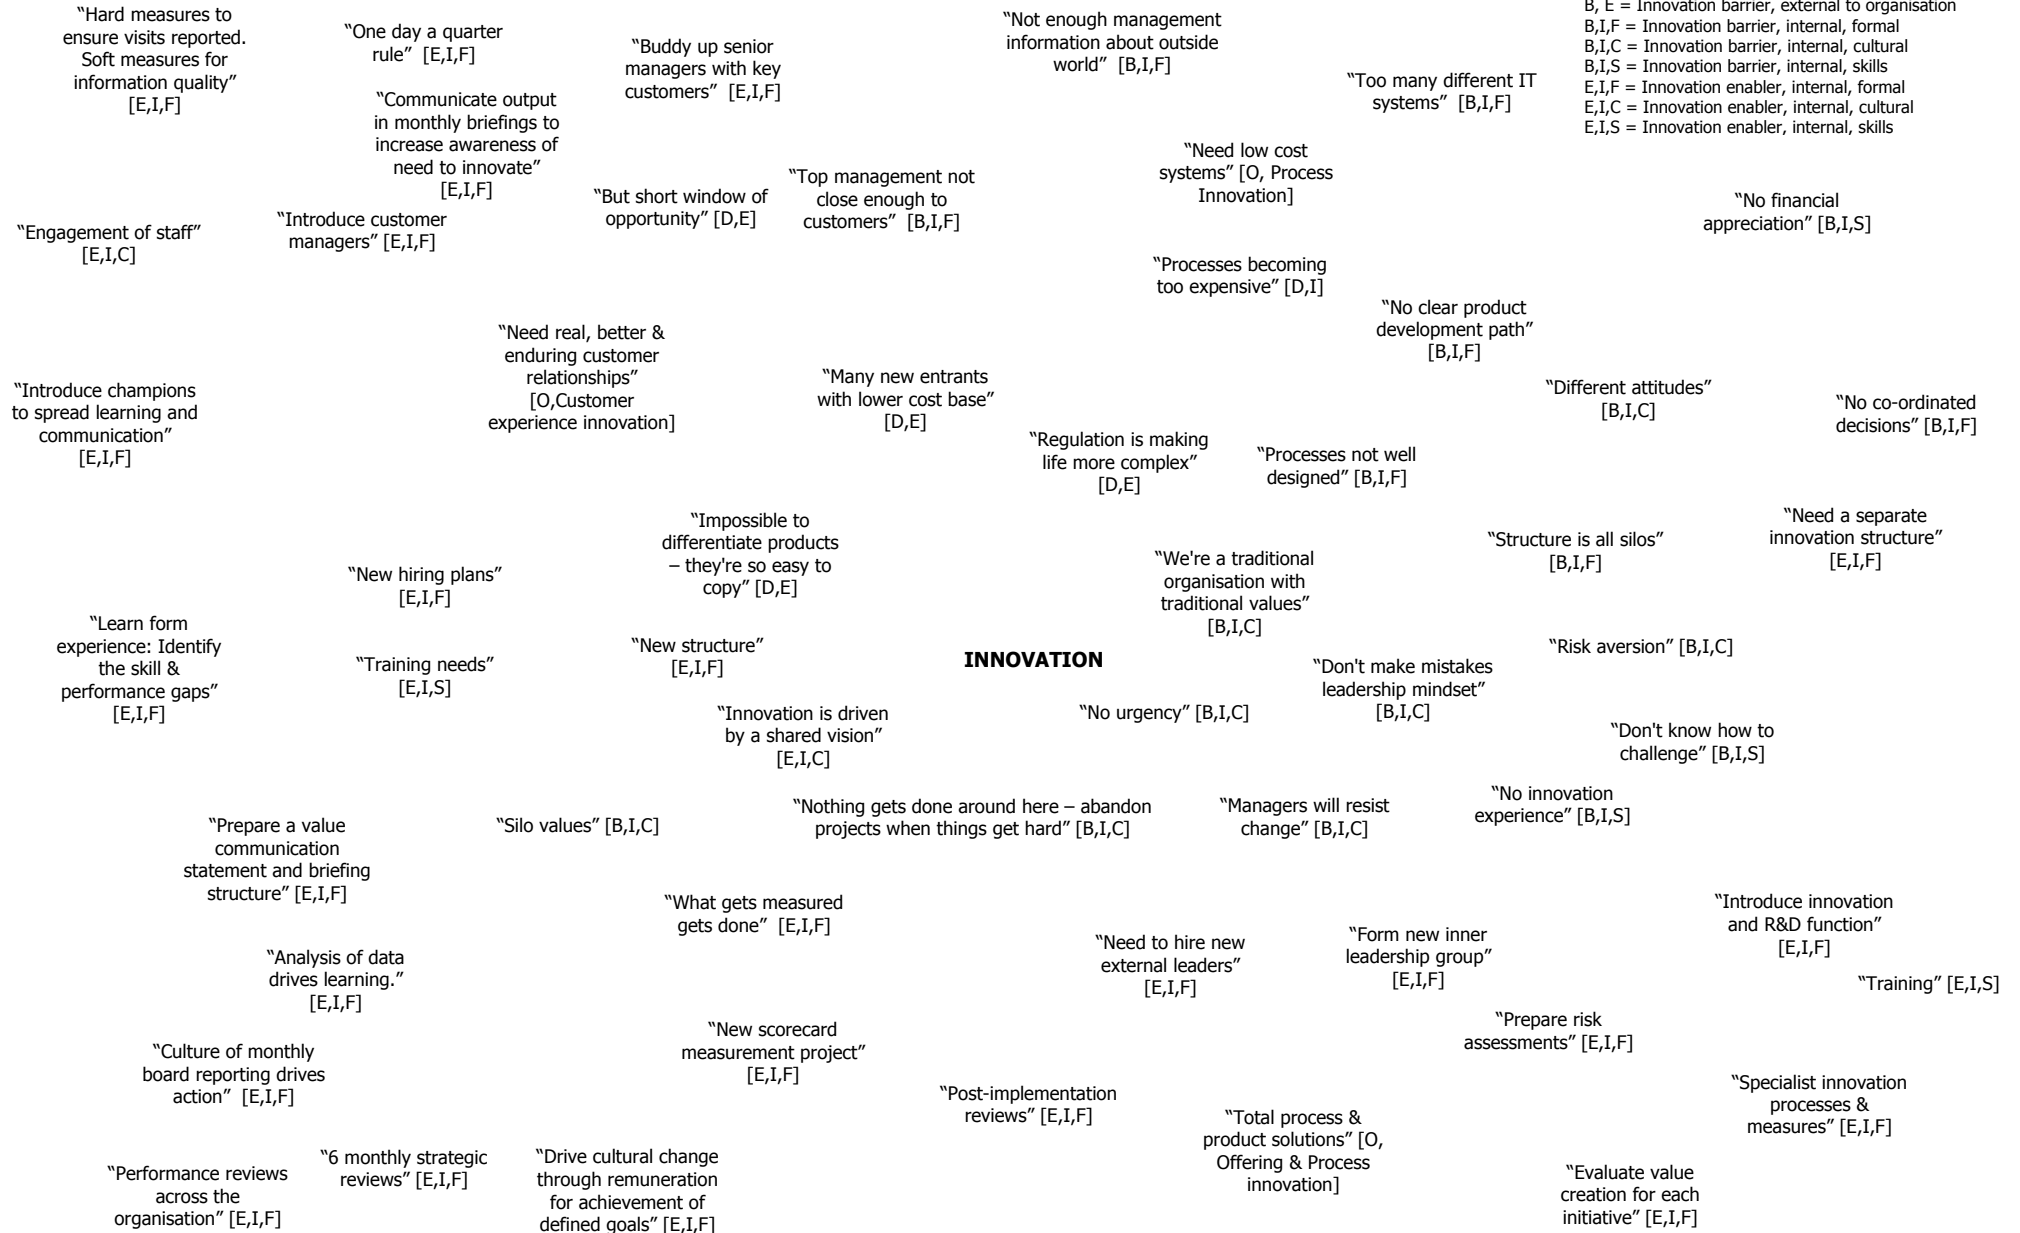 “Hard measures to
ensure visits reported.
Soft measures for
information quality”
[E,I,F]
“One day a quarter
rule” [E,I,F]
“Buddy up senior
managers with key
customers” [E,I,F]
“Not enough management
information about outside
world” [B,I,F]
“Too many different IT
systems” [B,I,F]
B, E = Innovation barrier, external to organisation
B,I,F = Innovation barrier, internal, formal
B,I,C = Innovation barrier, internal, cultural
B,I,S = Innovation barrier, internal, skills
E,I,F = Innovation enabler, internal, formal
E,I,C = Innovation enabler, internal, cultural
E,I,S = Innovation enabler, internal, skills
“Communicate output
in monthly briefings to
increase awareness of
need to innovate”
[E,I,F]
“Need low cost
systems” [O, Process
Innovation]
“But short window of
opportunity” [D,E]
“Top management not
close enough to
customers” [B,I,F]
“No financial
appreciation” [B,I,S]
“Engagement of staff”
[E,I,C]
“Introduce customer
managers” [E,I,F]
“Processes becoming
too expensive” [D,I]
“No clear product
development path”
[B,I,F]
“Need real, better &
enduring customer
relationships”
[O,Customer
experience innovation]
“Many new entrants
with lower cost base”
[D,E]
“Different attitudes”
[B,I,C]
“No co-ordinated
decisions” [B,I,F]
“Introduce champions
to spread learning and
communication”
[E,I,F]
“Regulation is making
life more complex”
[D,E]
“Processes not well
designed” [B,I,F]
“Impossible to
differentiate products
– they're so easy to
copy” [D,E]
“Structure is all silos”
[B,I,F]
“Need a separate
innovation structure”
[E,I,F]
“New hiring plans”
[E,I,F]
“We're a traditional
organisation with
traditional values”
[B,I,C]
“Learn form
experience: Identify
the skill &
performance gaps”
[E,I,F]
“Training needs”
[E,I,S]
“New structure”
[E,I,F]
INNOVATION
“Risk aversion” [B,I,C]
“Don't make mistakes
leadership mindset”
[B,I,C]
“Innovation is driven
by a shared vision”
[E,I,C]
“No urgency” [B,I,C]
“Don't know how to
challenge” [B,I,S]
“Prepare a value
communication
statement and briefing
structure” [E,I,F]
“Silo values” [B,I,C]
“Nothing gets done around here – abandon
projects when things get hard” [B,I,C]
“Managers will resist
change” [B,I,C]
“No innovation
experience” [B,I,S]
“What gets measured
gets done” [E,I,F]
“Introduce innovation
and R&D function”
[E,I,F]
“Analysis of data
drives learning.”
[E,I,F]
“Need to hire new
external leaders”
[E,I,F]
“Form new inner
leadership group”
[E,I,F]
“Training” [E,I,S]
“New scorecard
measurement project”
[E,I,F]
“Prepare risk
assessments” [E,I,F]
“Culture of monthly
board reporting drives
action” [E,I,F]
“Post-implementation
reviews” [E,I,F]
“Specialist innovation
processes &
measures” [E,I,F]
“Total process &
product solutions” [O,
Offering & Process
innovation]
“Performance reviews
across the
organisation” [E,I,F]
“6 monthly strategic
reviews” [E,I,F]
“Drive cultural change
through remuneration
for achievement of
defined goals” [E,I,F]
“Evaluate value
creation for each
initiative” [E,I,F]